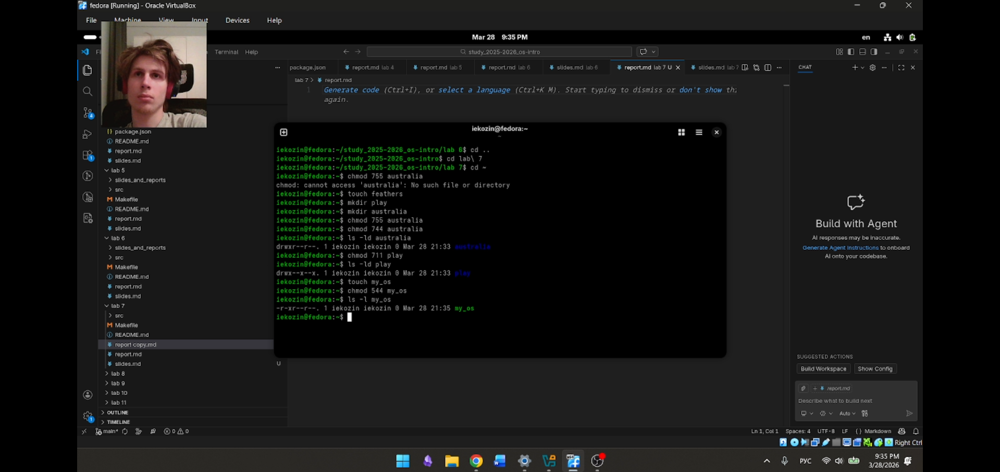 fedora [Running] - Oracle VirtualBox
File Machine View Input Devices Help
Mar 28 9:35 PM
en
Terminal Help
study_2025-2026_os-intro
package.json
report.md lab 4
report.md lab 5
report.md lab 6
slides.md lab 6
report.md lab 7 U
slides.md lab 7
CHAT
lab 7 > report.md
1 Generate code (Ctrl+I), or select a language (Ctrl+K M). Start typing to dismiss or don't show
again.
package.json
README.md
report.md
slides.md
lab 5
slides_and_reports
src
Makefile
README.md
report.md
slides.md
lab 6
slides_and_reports
src
Makefile
README.md
report.md
slides.md
lab 7
src
Makefile
README.md
report copy.md
report.md
slides.md U
lab 8
lab 9
lab 10
lab 11
OUTLINE
TIMELINE
4
1
1
iekozin@fedora:~
~
iekozin@fedora:~/study_2025-2026_os-intro/lab 6$ cd ..
iekozin@fedora:~/study_2025-2026_os-intro$ cd lab\ 7
iekozin@fedora:~/study_2025-2026_os-intro/lab 7$ cd ~
iekozin@fedora:~$ chmod 755 australia
chmod: cannot access 'australia': No such file or directory
iekozin@fedora:~$ touch feathers
iekozin@fedora:~$ mkdir play
iekozin@fedora:~$ mkdir australia
iekozin@fedora:~$ chmod 755 australia
iekozin@fedora:~$ chmod 744 australia
iekozin@fedora:~$ ls -ld australia
drwxr--r--. 1 iekozin iekozin 0 Mar 28 21:33 australia
iekozin@fedora:~$ chmod 711 play
iekozin@fedora:~$ ls -ld play
drwx--x--x. 1 iekozin iekozin 0 Mar 28 21:33 play
iekozin@fedora:~$ touch my_os
iekozin@fedora:~$ chmod 544 my_os
iekozin@fedora:~$ ls -l my_os
-r-xr--r--. 1 iekozin iekozin 0 Mar 28 21:35 my_os
iekozin@fedora:~$
Build with Agent
AI responses may be inaccurate.
Generate Agent Instructions to onboard
AI onto your codebase.
SUGGESTED ACTIONS
Build Workspace
Show Config
report.md
Describe what to build next
Auto
main* 0 0
Ln 1, Col 1 Spaces: 4 UTF-8 LF { } Markdown
Right Ctrl
РУС
9:35 PM
3/28/2026